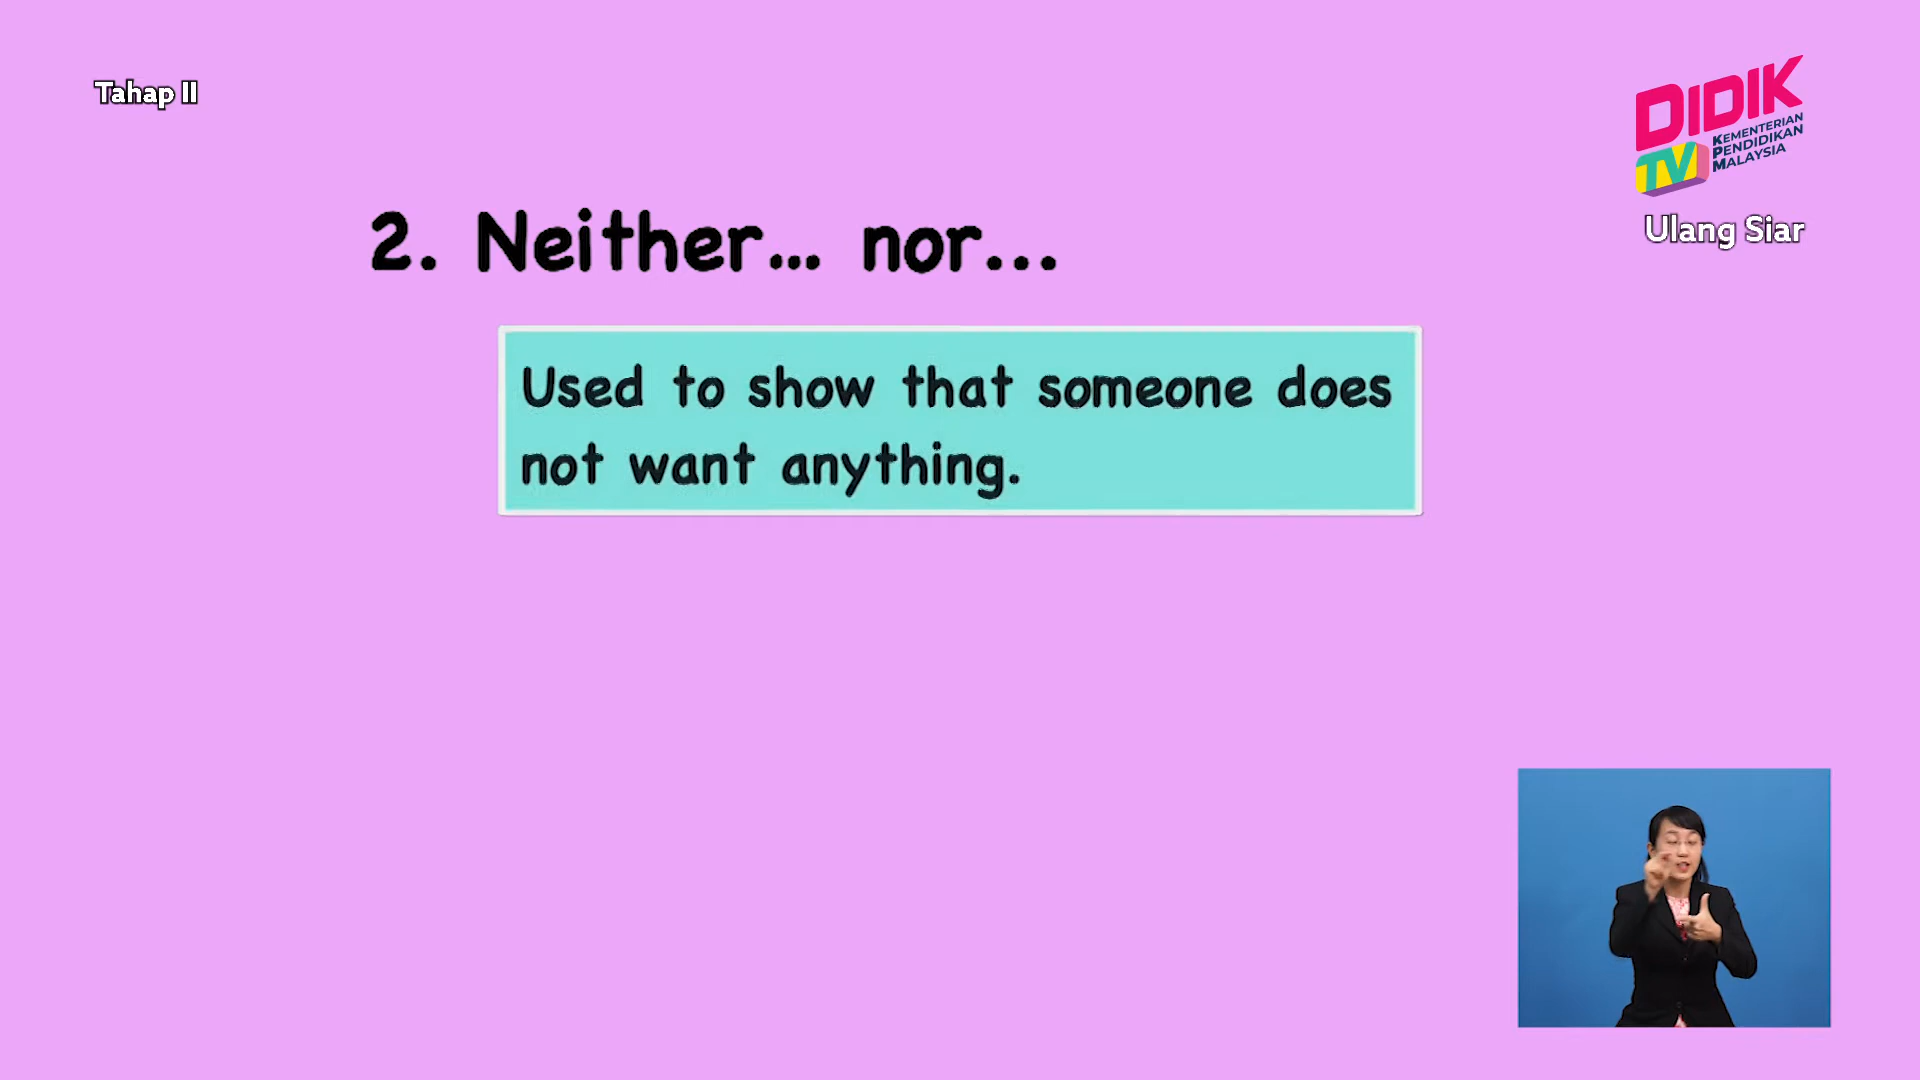 Tahap II
DIDIK
TV
KEMENTERIAN
PENDIDIKAN
MALAYSIA
Ulang Siar
2. Neither... nor...
Used to show that someone does
not want anything.